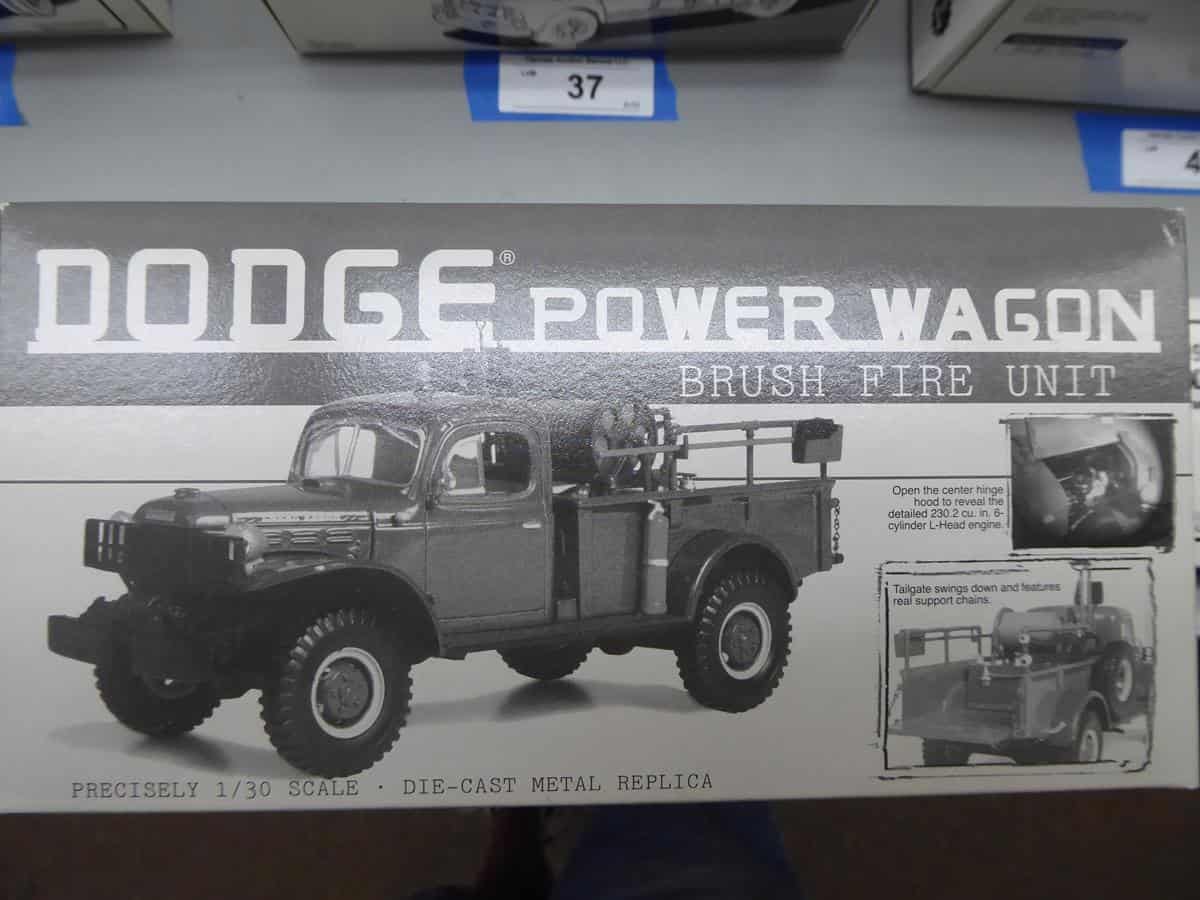 37
4
DODGE® POWER WAGON
BRUSH FIRE UNIT
Open the center hinge
hood to reveal the
detailed 230.2 cu. in. 6-
cylinder L-Head engine.
Tailgate swings down and features
real support chains.
PRECISELY 1/30 SCALE · DIE-CAST METAL REPLICA